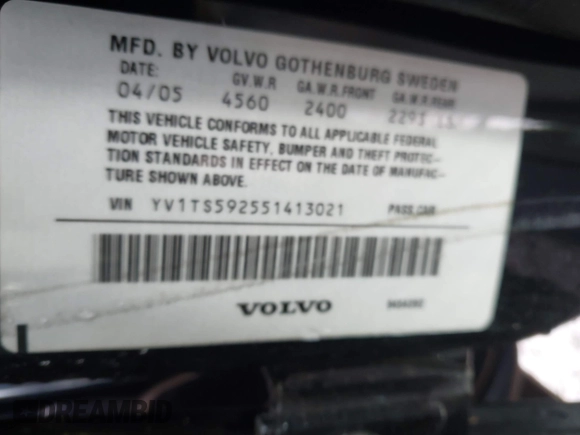 MFD. BY VOLVO GOTHENBURG SWEDEN
DATE: GV.W.R GA.W.R.FRONT GA.W.R.REAR
04/05 4560 2400 2293 LB
THIS VEHICLE CONFORMS TO ALL APPLICABLE FEDERAL
MOTOR VEHICLE SAFETY, BUMPER AND THEFT PROTEC-
TION STANDARDS IN EFFECT ON THE DATE OF MANUFAC-
TURE SHOWN ABOVE.
VIN YV1TS592551413021 PASS.CAR
VOLVO
DREAMBID